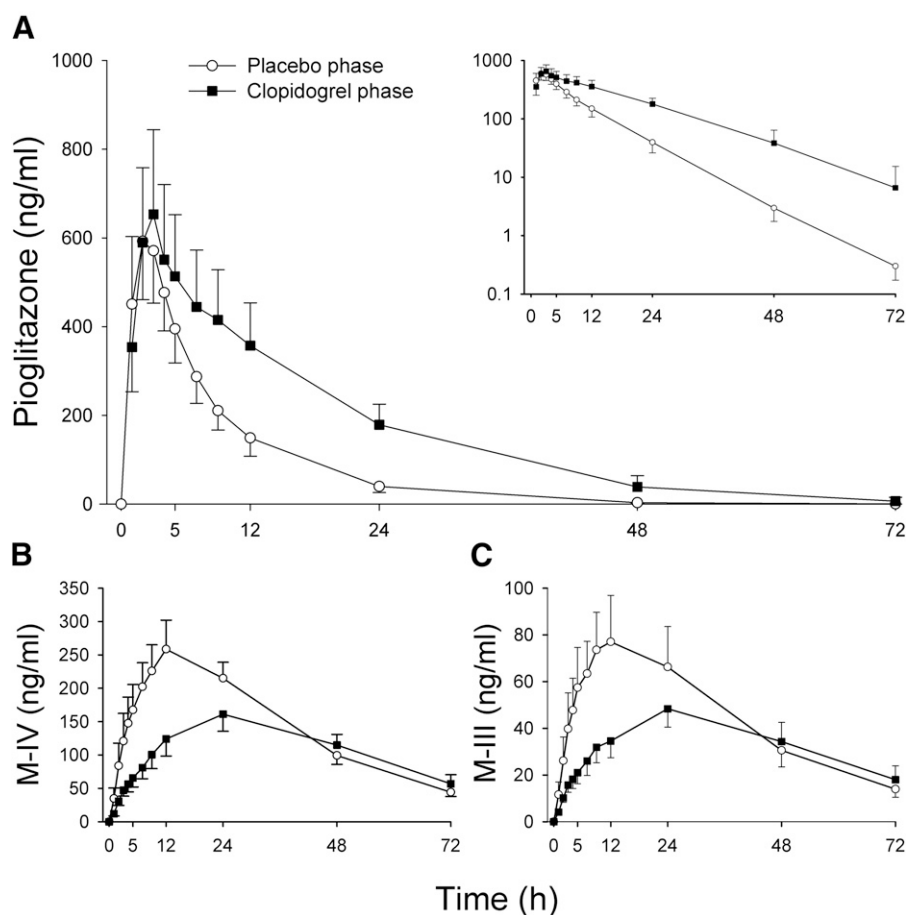 A
Placebo phase
Clopidogrel phase
Pioglitazone (ng/ml)
1000
800
600
400
200
0
0 5 12 24 48 72
1000
100
10
1
0.1
0 5 12 24 48 72
B
M-IV (ng/ml)
350
300
250
200
150
100
50
0
0 5 12 24 48 72
C
M-III (ng/ml)
100
80
60
40
20
0
0 5 12 24 48 72
Time (h)